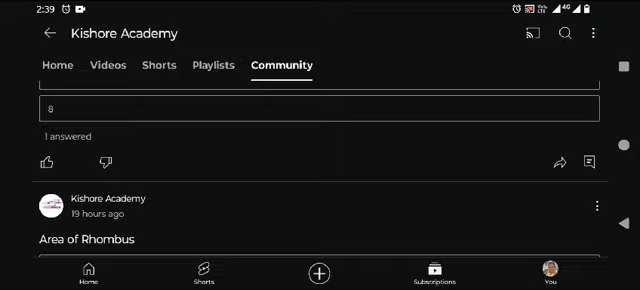 2:39
4G
Kishore Academy
Home Videos Shorts Playlists Community
8
1 answered
Kishore Academy
19 hours ago
Area of Rhombus
Home Shorts Subscriptions You